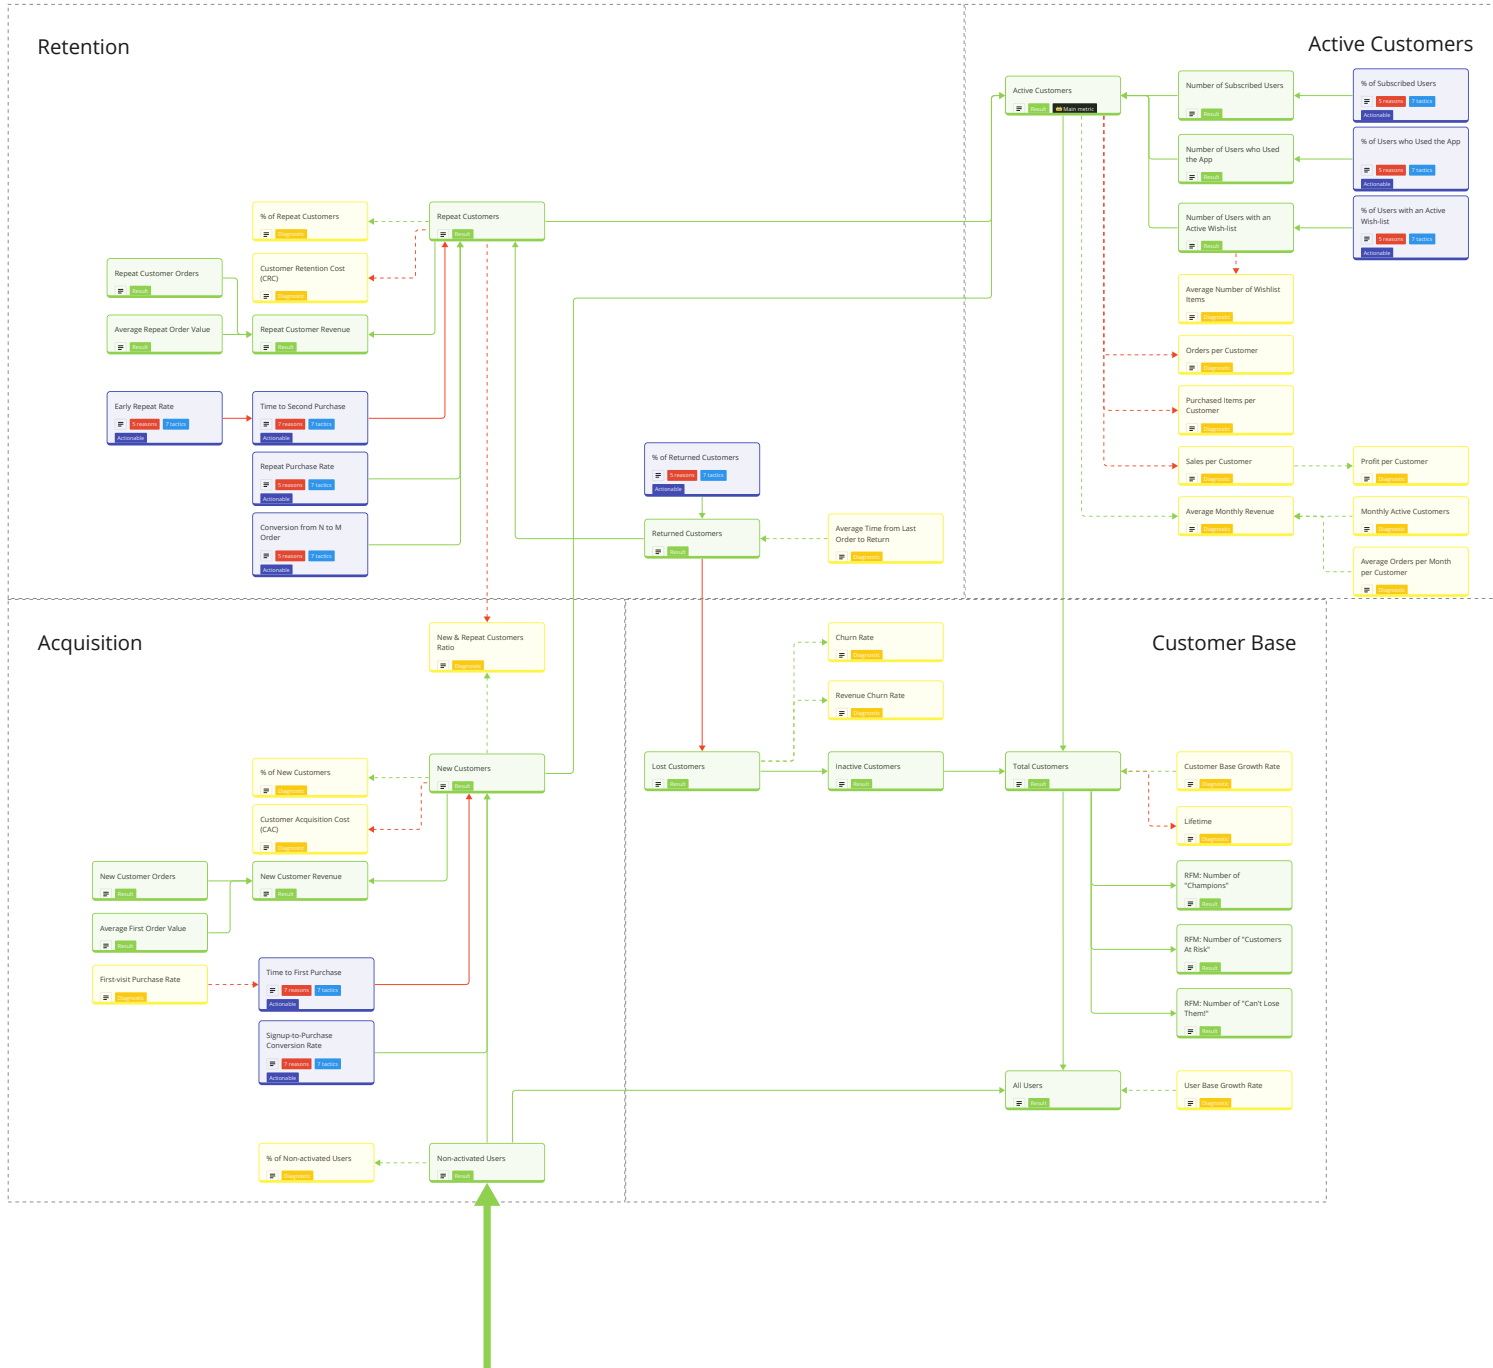 Retention
% of Repeat Customers
Diagnostic
Repeat Customers
Result
Customer Retention Cost
(CRC)
Diagnostic
Repeat Customer Orders
Result
Average Repeat Order Value
Result
Repeat Customer Revenue
Result
Early Repeat Rate
5 reasons 7 tactics
Actionable
Time to Second Purchase
7 reasons 7 tactics
Actionable
Repeat Purchase Rate
5 reasons 7 tactics
Actionable
Conversion from N to M
Order
5 reasons 7 tactics
Actionable
% of Returned Customers
5 reasons 7 tactics
Actionable
Returned Customers
Result
Average Time from Last
Order to Return
Diagnostic
Active Customers
Active Customers
Result Main metric
Number of Subscribed Users
Result
% of Subscribed Users
5 reasons 7 tactics
Actionable
Number of Users who Used
the App
Result
% of Users who Used the App
5 reasons 7 tactics
Actionable
Number of Users with an
Active Wish-list
Result
% of Users with an Active
Wish-list
5 reasons 7 tactics
Actionable
Average Number of Wishlist
Items
Diagnostic
Orders per Customer
Diagnostic
Purchased Items per
Customer
Diagnostic
Sales per Customer
Diagnostic
Profit per Customer
Diagnostic
Average Monthly Revenue
Diagnostic
Monthly Active Customers
Diagnostic
Average Orders per Month
per Customer
Diagnostic
Acquisition
New & Repeat Customers
Ratio
Diagnostic
% of New Customers
Diagnostic
New Customers
Result
Customer Acquisition Cost
(CAC)
Diagnostic
New Customer Orders
Result
New Customer Revenue
Result
Average First Order Value
Result
First-visit Purchase Rate
Diagnostic
Time to First Purchase
7 reasons 7 tactics
Actionable
Signup-to-Purchase
Conversion Rate
7 reasons 7 tactics
Actionable
% of Non-activated Users
Diagnostic
Non-activated Users
Result
Customer Base
Churn Rate
Diagnostic
Revenue Churn Rate
Diagnostic
Lost Customers
Result
Inactive Customers
Result
Total Customers
Result
Customer Base Growth Rate
Diagnostic
Lifetime
Diagnostic
RFM: Number of
"Champions"
Result
RFM: Number of "Customers
At Risk"
Result
RFM: Number of "Can't Lose
Them!"
Result
All Users
Result
User Base Growth Rate
Diagnostic